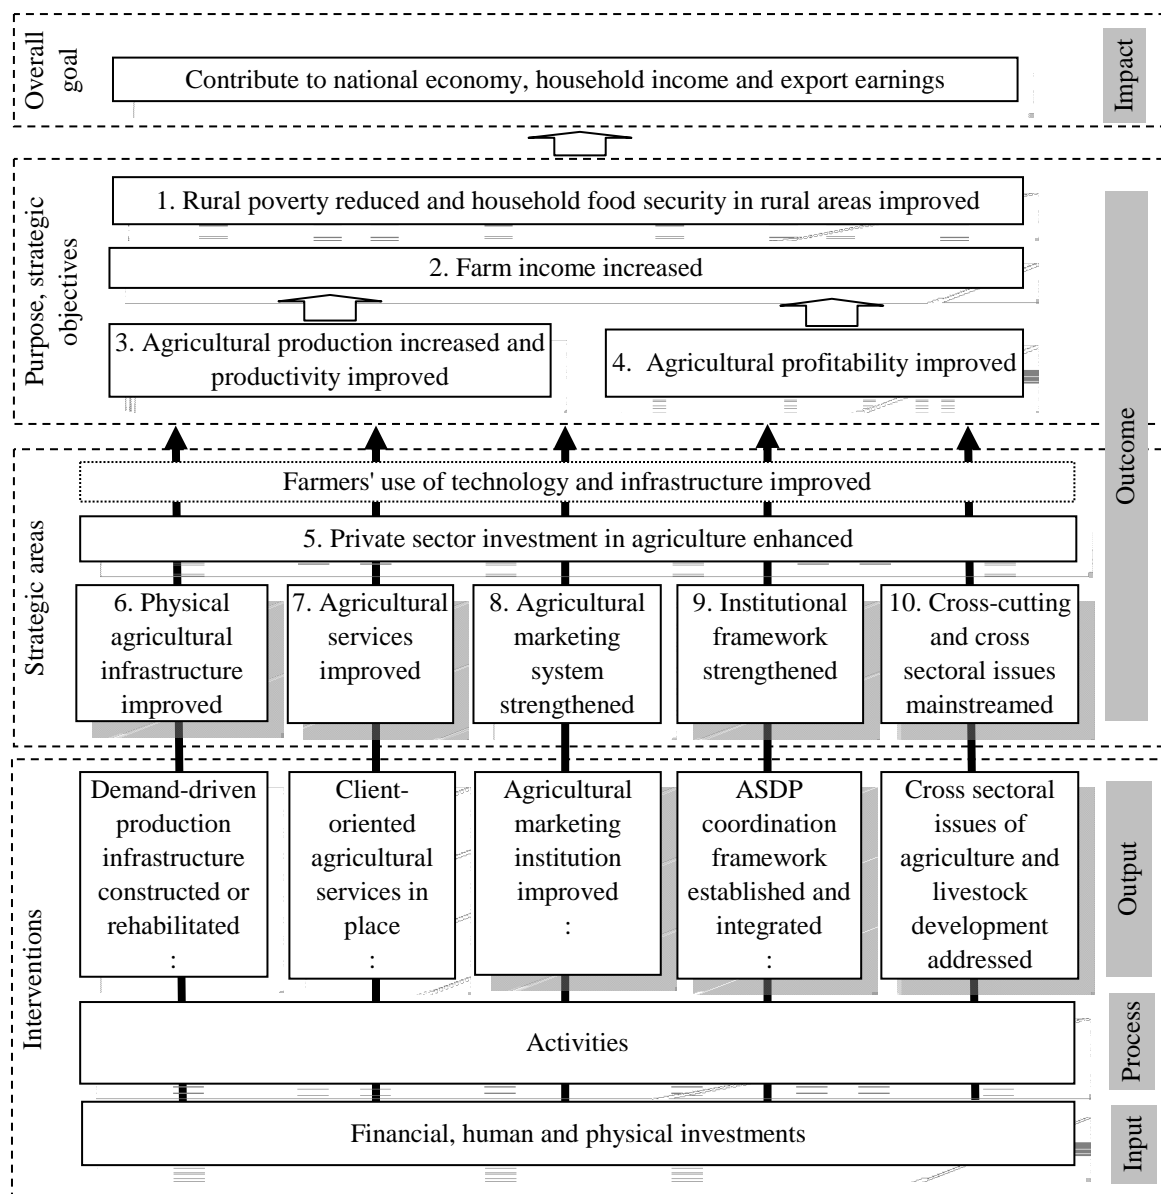 Overall
goal
Contribute to national economy, household income and export earnings
Impact
Purpose, strategic
objectives
1. Rural poverty reduced and household food security in rural areas improved
2. Farm income increased
3. Agricultural production increased and
productivity improved
4. Agricultural profitability improved
Outcome
Strategic areas
Farmers' use of technology and infrastructure improved
5. Private sector investment in agriculture enhanced
6. Physical
agricultural
infrastructure
improved
7. Agricultural
services
improved
8. Agricultural
marketing
system
strengthened
9. Institutional
framework
strengthened
10. Cross-cutting
and cross
sectoral issues
mainstreamed
Interventions
Demand-driven
production
infrastructure
constructed or
rehabilitated
:
Client-
oriented
agricultural
services in
place
:
Agricultural
marketing
institution
improved
:
ASDP
coordination
framework
established and
integrated
:
Cross sectoral
issues of
agriculture and
livestock
development
addressed
Output
Activities
Process
Financial, human and physical investments
Input